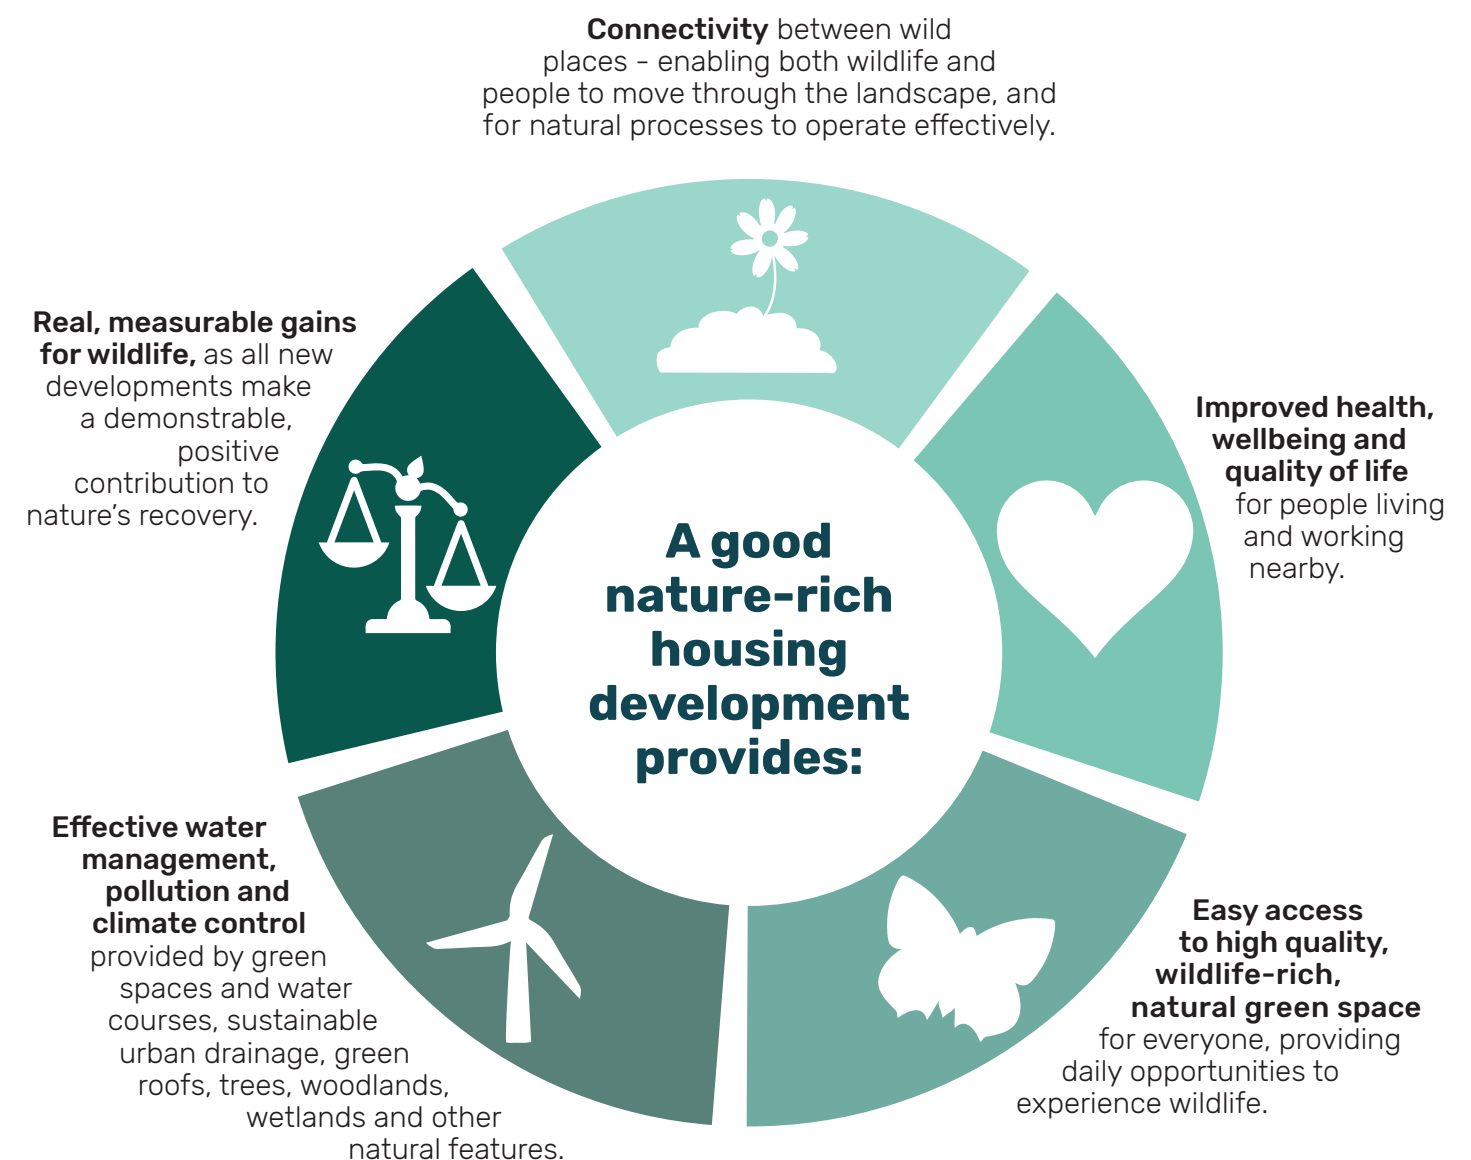 Connectivity between wild
places - enabling both wildlife and
people to move through the landscape, and
for natural processes to operate effectively.
Improved health,
wellbeing and
quality of life
for people living
and working
nearby.
Easy access
to high quality,
wildlife-rich,
natural green space
for everyone, providing
daily opportunities to
experience wildlife.
Effective water
management,
pollution and
climate control
provided by green
spaces and water
courses, sustainable
urban drainage, green
roofs, trees, woodlands,
wetlands and other
natural features.
Real, measurable gains
for wildlife, as all new
developments make
a demonstrable,
positive
contribution to
nature’s recovery.
A good
nature-rich
housing
development
provides: